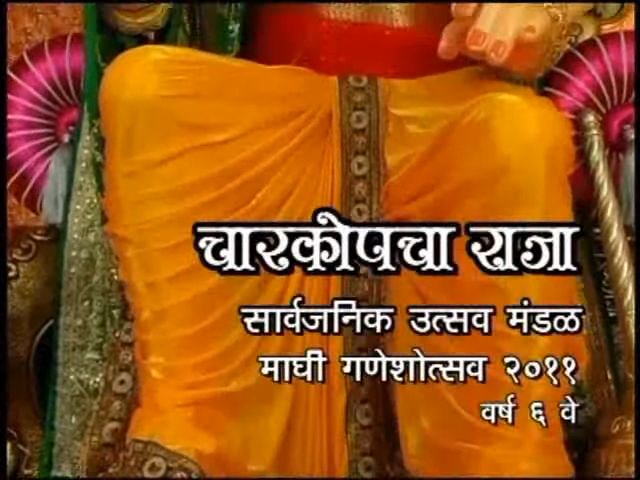 चारकोपचा राजा
सार्वजनिक उत्सव मंडळ
माघी गणेशोत्सव २०११
वर्ष ६ वे